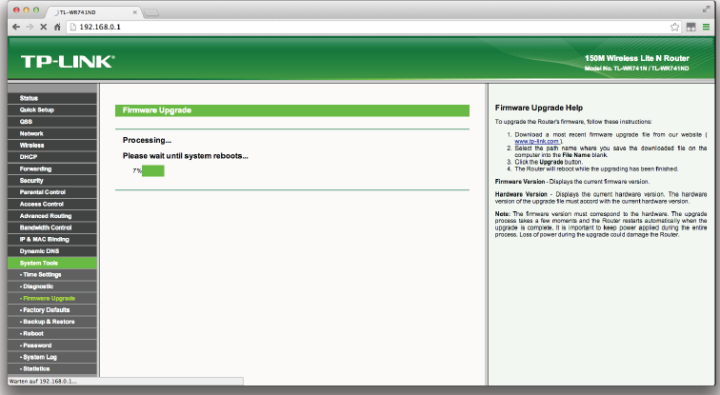 TL-WR741ND
192.168.0.1
TP-LINK
150M Wireless Lite N Router
Model No. TL-WR741N / TL-WR741ND
Status
Quick Setup
QSS
Network
Wireless
DHCP
Forwarding
Security
Parental Control
Access Control
Advanced Routing
Bandwidth Control
IP & MAC Binding
Dynamic DNS
System Tools
- Time Settings
- Diagnostic
- Firmware Upgrade
- Factory Defaults
- Backup & Restore
- Reboot
- Password
- System Log
- Statistics
Warten auf 192.168.0.1...
Firmware Upgrade
Processing...
Please wait until system reboots...
7%
Firmware Upgrade Help
To upgrade the Router's firmware, follow these instructions:
1. Download a most recent firmware upgrade file from our website (
www.tp-link.com ).
2. Select the path name where you save the downloaded file on the
computer into the File Name blank.
3. Click the Upgrade button.
4. The Router will reboot while the upgrading has been finished.
Firmware Version - Displays the current firmware version.
Hardware Version - Displays the current hardware version. The hardware
version of the upgrade file must accord with the current hardware version.
Note: The firmware version must correspond to the hardware. The upgrade
process takes a few moments and the Router restarts automatically when the
upgrade is complete. It is important to keep power applied during the entire
process. Loss of power during the upgrade could damage the Router.